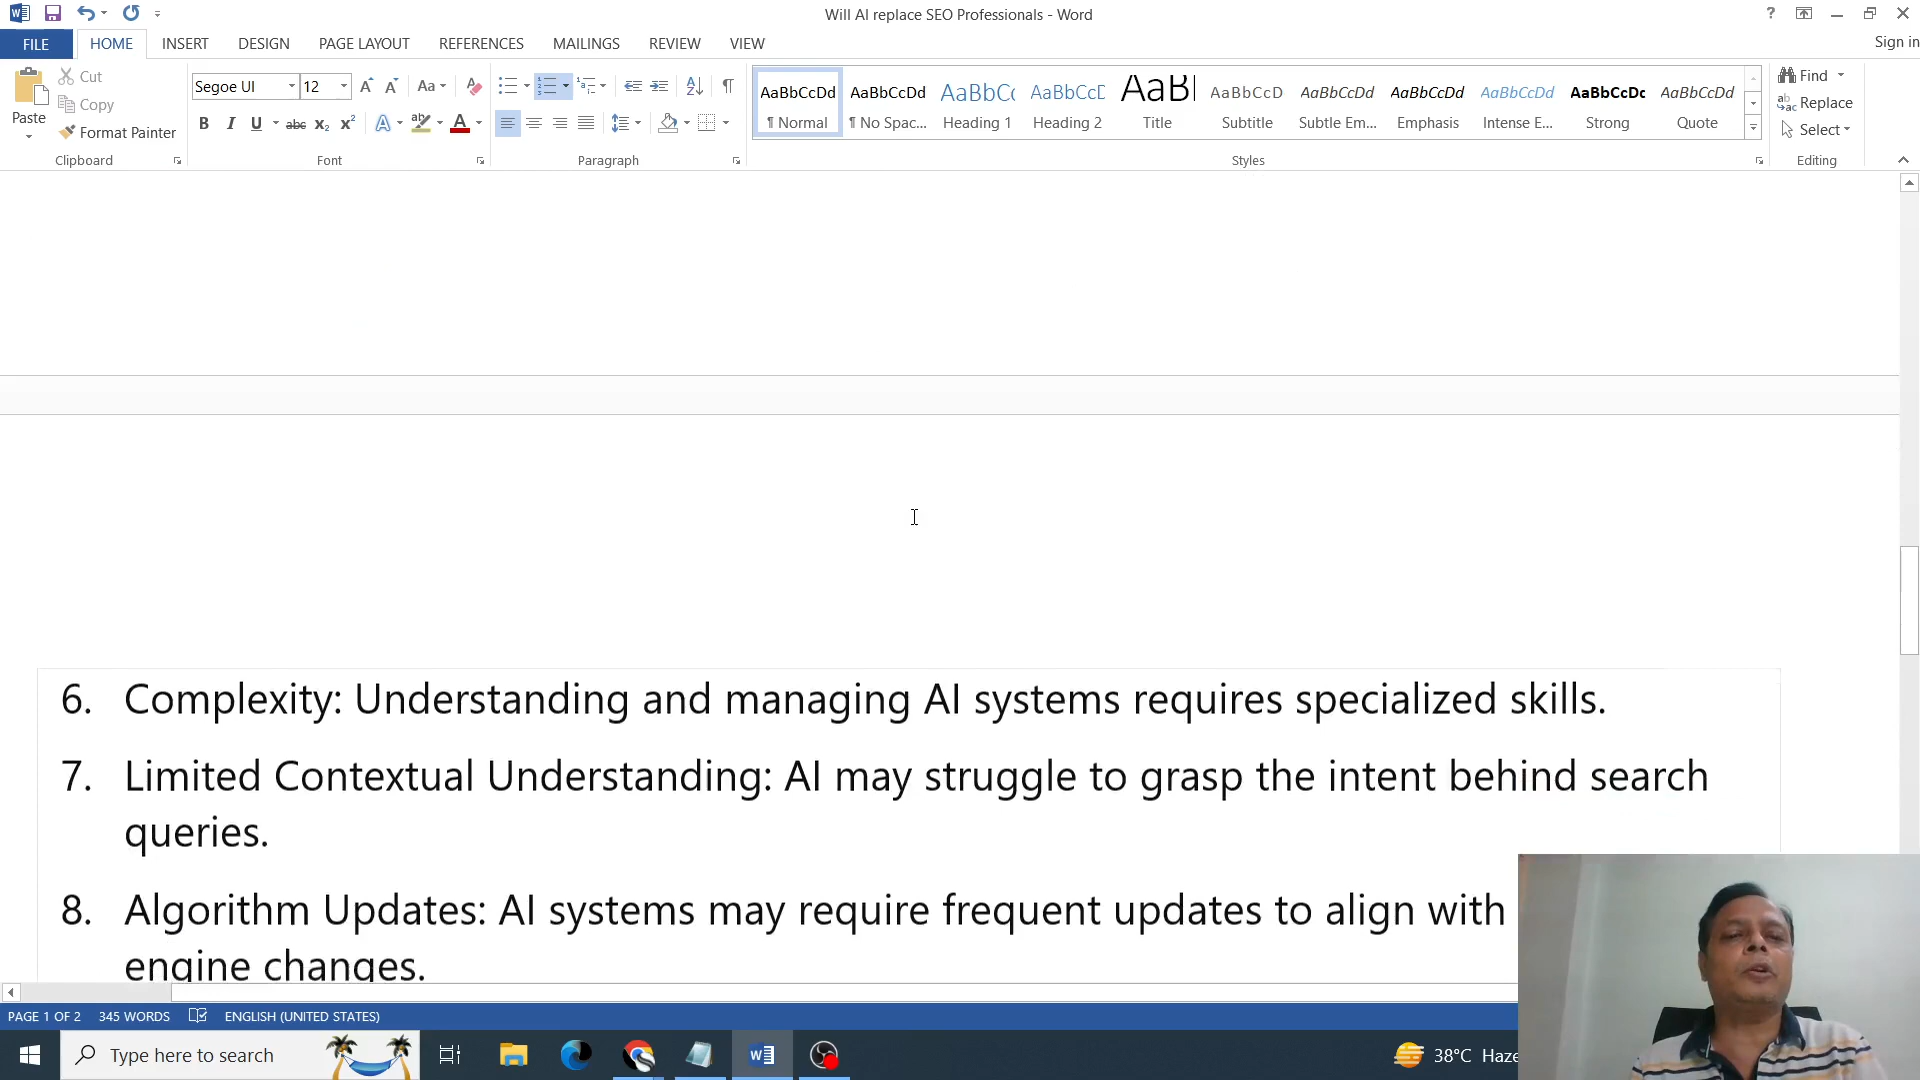 Will AI replace SEO Professionals - Word
?
FILE
HOME
INSERT
DESIGN
PAGE LAYOUT
REFERENCES
MAILINGS
REVIEW
VIEW
Sign in
Paste
Cut
Copy
Format Painter
Clipboard
Segoe UI
12
Aa
B I U abc x₂ x² A A
Font
Paragraph
AaBbCcDd AaBbCcDd AaBbCc AaBbCcD AaBl AaBbCcD AaBbCcDd AaBbCcDd AaBbCcDd AaBbCcDc AaBbCcDd
¶ Normal ¶ No Spac... Heading 1 Heading 2 Title Subtitle Subtle Em... Emphasis Intense E... Strong Quote
Styles
Find
Replace
Select
Editing
6. Complexity: Understanding and managing AI systems requires specialized skills.
7. Limited Contextual Understanding: AI may struggle to grasp the intent behind search
queries.
8. Algorithm Updates: AI systems may require frequent updates to align with
engine changes.
PAGE 1 OF 2 345 WORDS ENGLISH (UNITED STATES)
Type here to search
38°C Haze